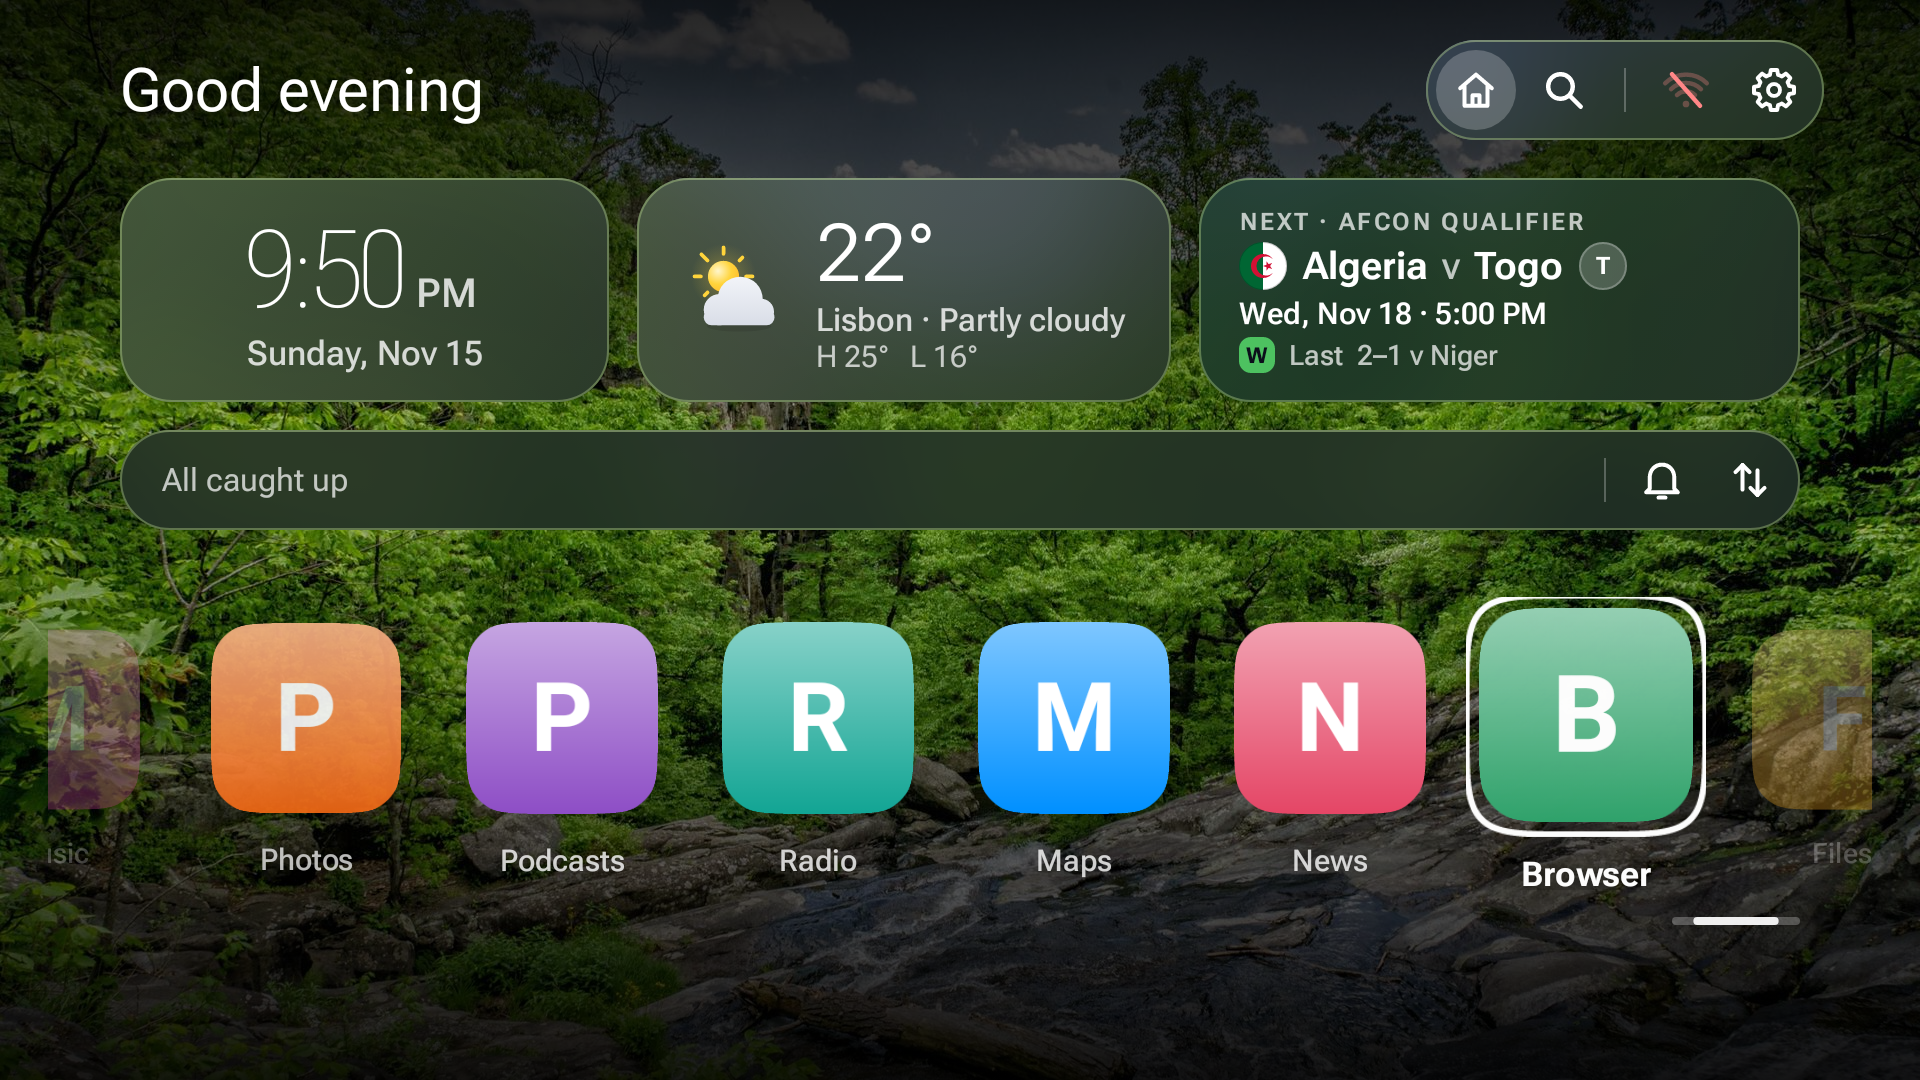 Good evening
9:50 PM
Sunday, Nov 15
22°
Lisbon · Partly cloudy
H 25° L 16°
NEXT · AFCON QUALIFIER
Algeria v Togo T
Wed, Nov 18 · 5:00 PM
W Last 2–1 v Niger
All caught up
P
P
R
M
N
B
F
Photos
Podcasts
Radio
Maps
News
Browser
Files